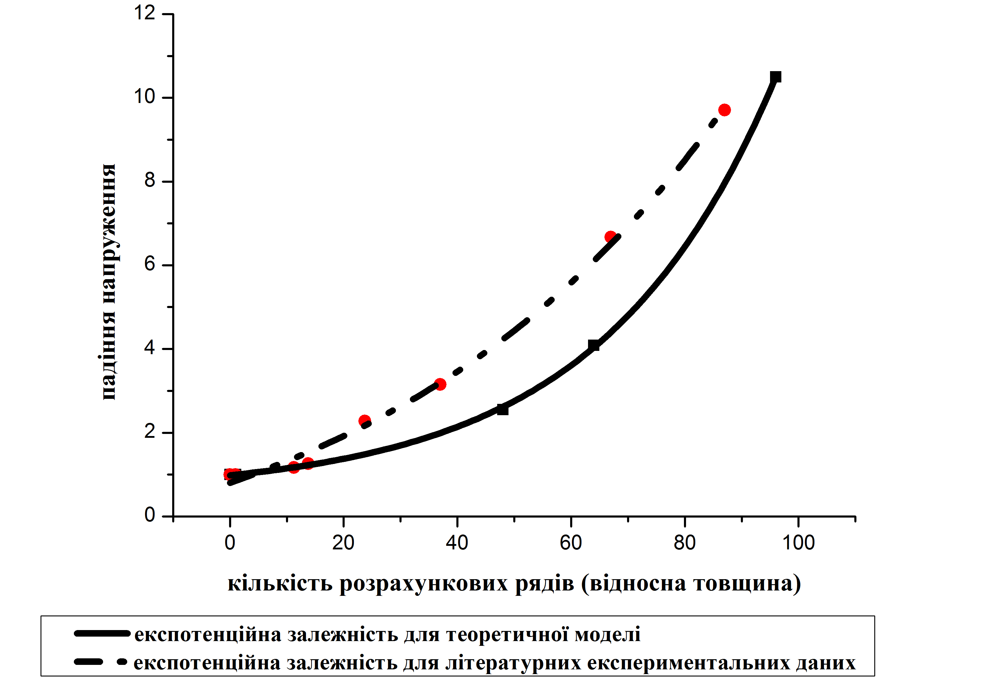 12
10
8
6
4
2
0
падіння напруження
0 20 40 60 80 100
кількість розрахункових рядів (відносна товщина)
експотенційна залежність для теоретичної моделі
експотенційна залежність для літературних експериментальних даних